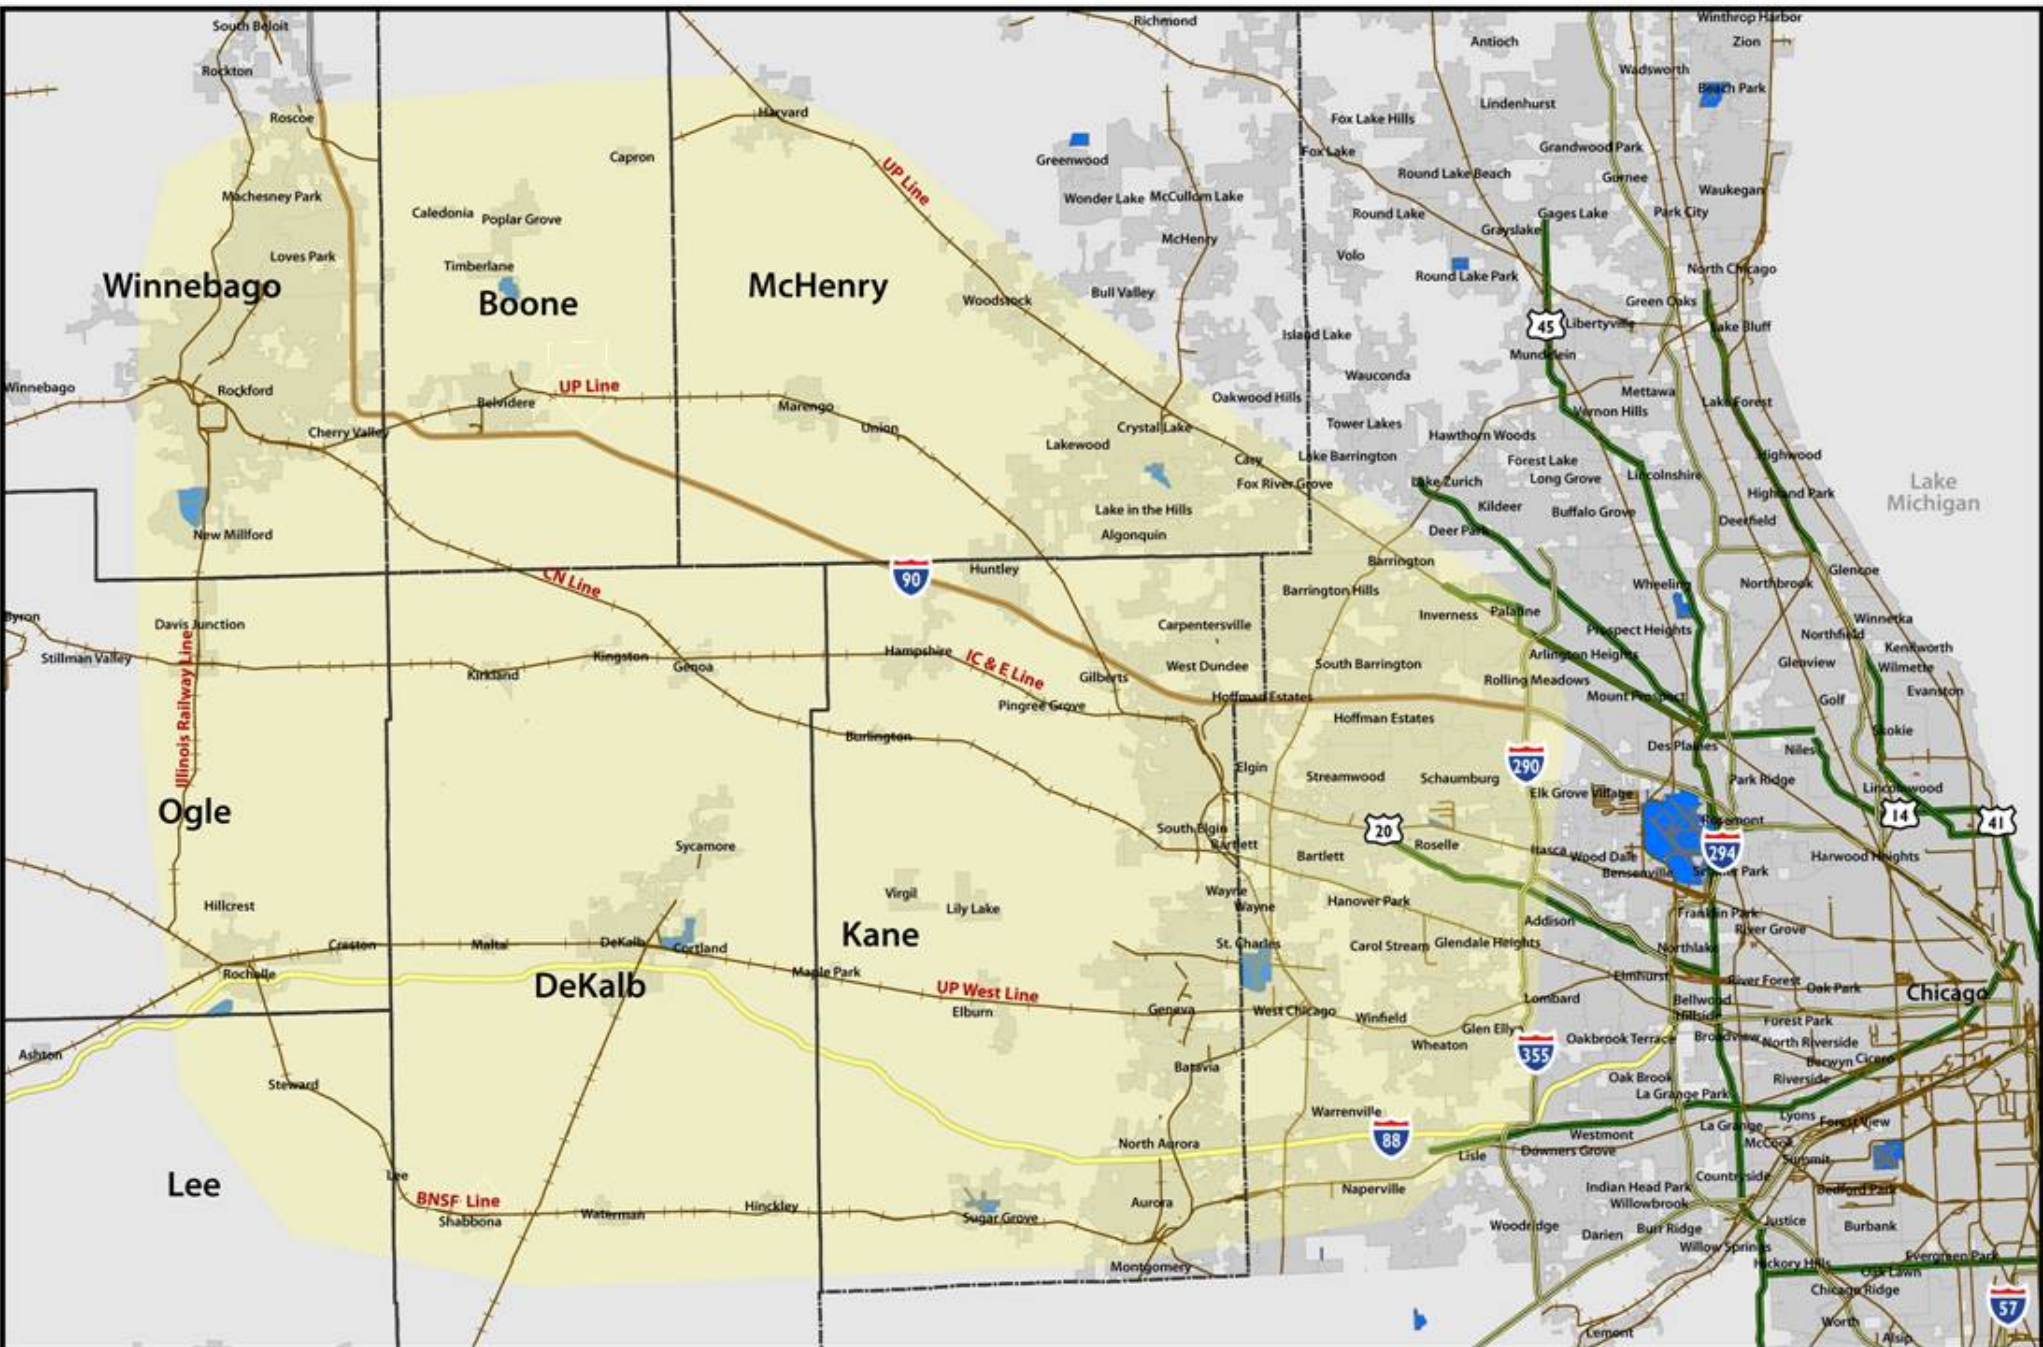 South Beloit
Richmond
Winthrop Harbor
Antioch
Zion
Rockton
Wadsworth
Beach Park
Lindenhurst
Roscoe
Harvard
Fox Lake Hills
Capron
Greenwood
Fox Lake
Grandwood Park
UP Line
Round Lake Beach
Gurnee
Machesney Park
Wonder Lake
McCullom Lake
Waukegan
Caledonia
Poplar Grove
Round Lake
Gages Lake
Park City
Grayslake
McHenry
Loves Park
Timberlane
Volo
Round Lake Park
North Chicago
Winnebago
Boone
McHenry
Woodstock
Bull Valley
Green Oaks
45
Libertyville
Lake Bluff
Island Lake
Mundelein
Winnebago
Rockford
UP Line
Wauconda
Mettawa
Belvidere
Marengo
Oakwood Hills
Lake Forest
Vernon Hills
Cherry Valley
Union
Crystal Lake
Tower Lakes
Hawthorn Woods
Lakewood
Cary
Lake Barrington
Forest Lake
Highwood
Fox River Grove
Lake Zurich
Long Grove
Lincolnshire
Lake
Michigan
Highland Park
Lake in the Hills
Kildeer
Buffalo Grove
New Millford
Algonquin
Deer Park
Deerfield
CN Line
90
Huntley
Barrington
Glencoe
Barrington Hills
Wheeling
Northbrook
Byron
Davis Junction
Carpentersville
Inverness
Palatine
Winnetka
Prospect Heights
Northfield
Stillman Valley
Kingston
Hampshire
IC & E Line
Arlington Heights
Kenilworth
Kirkland
Genoa
West Dundee
South Barrington
Glenview
Wilmette
Gilberts
Rolling Meadows
Illinois Railway Line
Pingree Grove
Hoffman Estates
Mount Prospect
Golf
Evanston
Hoffman Estates
Burlington
Skokie
Des Plaines
Niles
290
Elgin
Streamwood
Schaumburg
Park Ridge
Elk Grove Village
Lincolnwood
Ogle
South Elgin
20
Rosemont
14
41
Sycamore
Bartlett
Bartlett
Roselle
Itasca
Wood Dale
294
Harwood Heights
Bensenville
Schiller Park
Hillcrest
Virgil
Lily Lake
Wayne
Wayne
Hanover Park
Addison
Franklin Park
River Grove
Kane
Creston
Malta
DeKalb
Cortland
St. Charles
Carol Stream
Glendale Heights
Northlake
Rochelle
DeKalb
Maple Park
UP West Line
Elmhurst
River Forest
Oak Park
Chicago
Elburn
Geneva
West Chicago
Winfield
Lombard
Bellwood
Hillside
Forest Park
Ashton
Glen Ellyn
Wheaton
355
Oakbrook Terrace
Broadview
North Riverside
Berwyn
Cicero
Steward
Batavia
Oak Brook
Riverside
La Grange Park
Warrenville
North Aurora
88
Westmont
La Grange
Lyons
Forest View
Lisle
Downers Grove
McCook
Summit
Lee
Lee
BNSF Line
Countryside
Naperville
Indian Head Park
Bedford Park
Shabbona
Waterman
Hinckley
Sugar Grove
Aurora
Willowbrook
Woodridge
Darien
Burr Ridge
Justice
Burbank
Willow Springs
Montgomery
Hickory Hills
Evergreen Park
Oak Lawn
Chicago Ridge
57
Lemont
Worth
Alsip